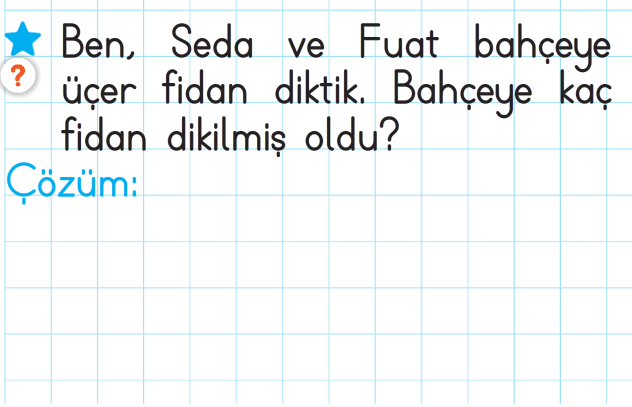 Ben, Seda ve Fuat bahçeye
?
üçer fidan diktik. Bahçeye kaç
fidan dikilmiş oldu?
Çözüm: